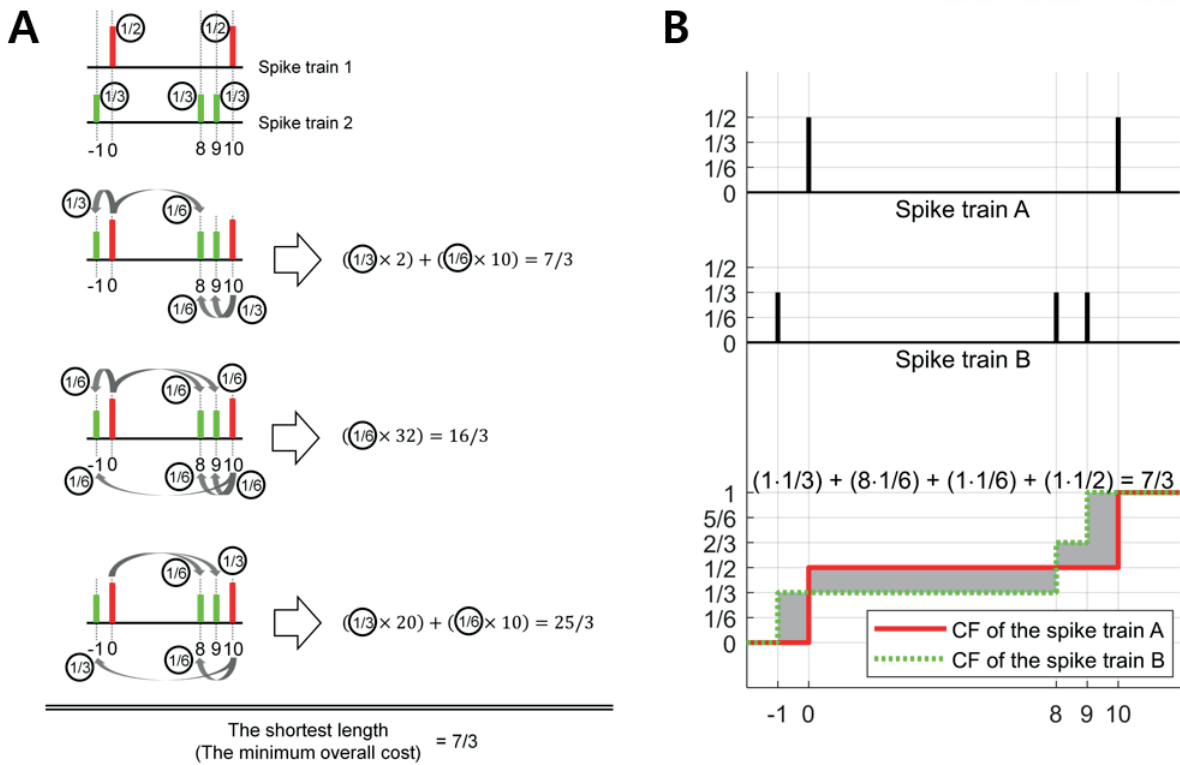 A
1/2 1/2
Spike train 1
1/3 1/3 1/3
Spike train 2
-1 0 8 9 10
1/3 1/6
((1/3 × 2) + (1/6 × 10) = 7/3
-1 0 8 9 10
1/6 1/3
1/6 1/6 1/6
((1/6 × 32) = 16/3
-1 0 8 9 10
1/6 1/6 1/6
1/6 1/3
((1/3 × 20) + (1/6 × 10) = 25/3
-1 0 8 9 10
1/3 1/6
The shortest length
(The minimum overall cost) = 7/3
B
1/2
1/3
1/6
0
Spike train A
1/2
1/3
1/6
0
Spike train B
(1·1/3) + (8·1/6) + (1·1/6) + (1·1/2) = 7/3
1
5/6
2/3
1/2
1/3
1/6
0
CF of the spike train A
CF of the spike train B
-1 0 8 9 10